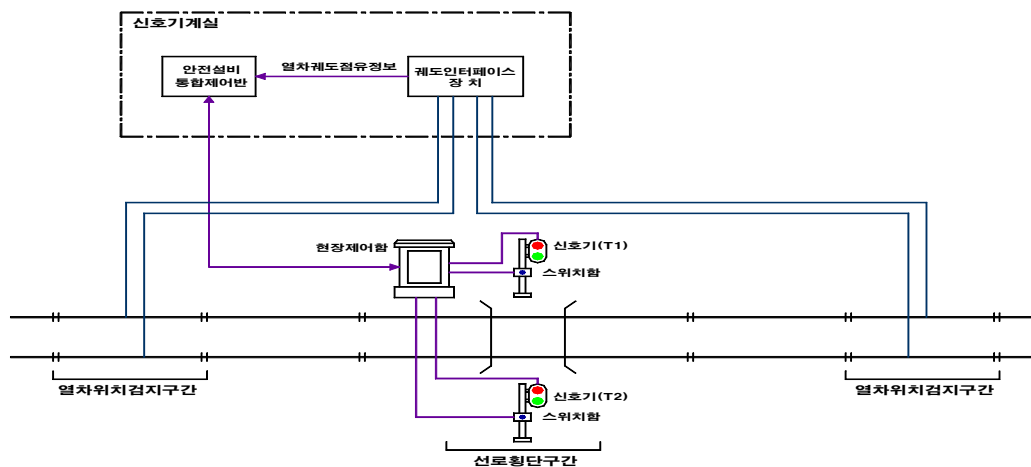 신호기계실
안전설비
통합제어반
열차궤도점유정보
궤도인터페이스
장 치
현장제어함
신호기(T1)
스위치함
열차위치검지구간
신호기(T2)
스위치함
열차위치검지구간
선로횡단구간